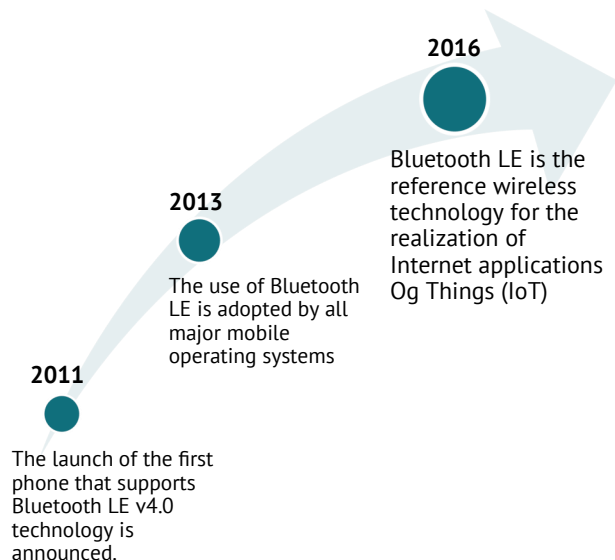 2016
Bluetooth LE is the
reference wireless
technology for the
realization of
Internet applications
Og Things (IoT)
2013
The use of Bluetooth
LE is adopted by all
major mobile
operating systems
2011
The launch of the first
phone that supports
Bluetooth LE v4.0
technology is
announced.